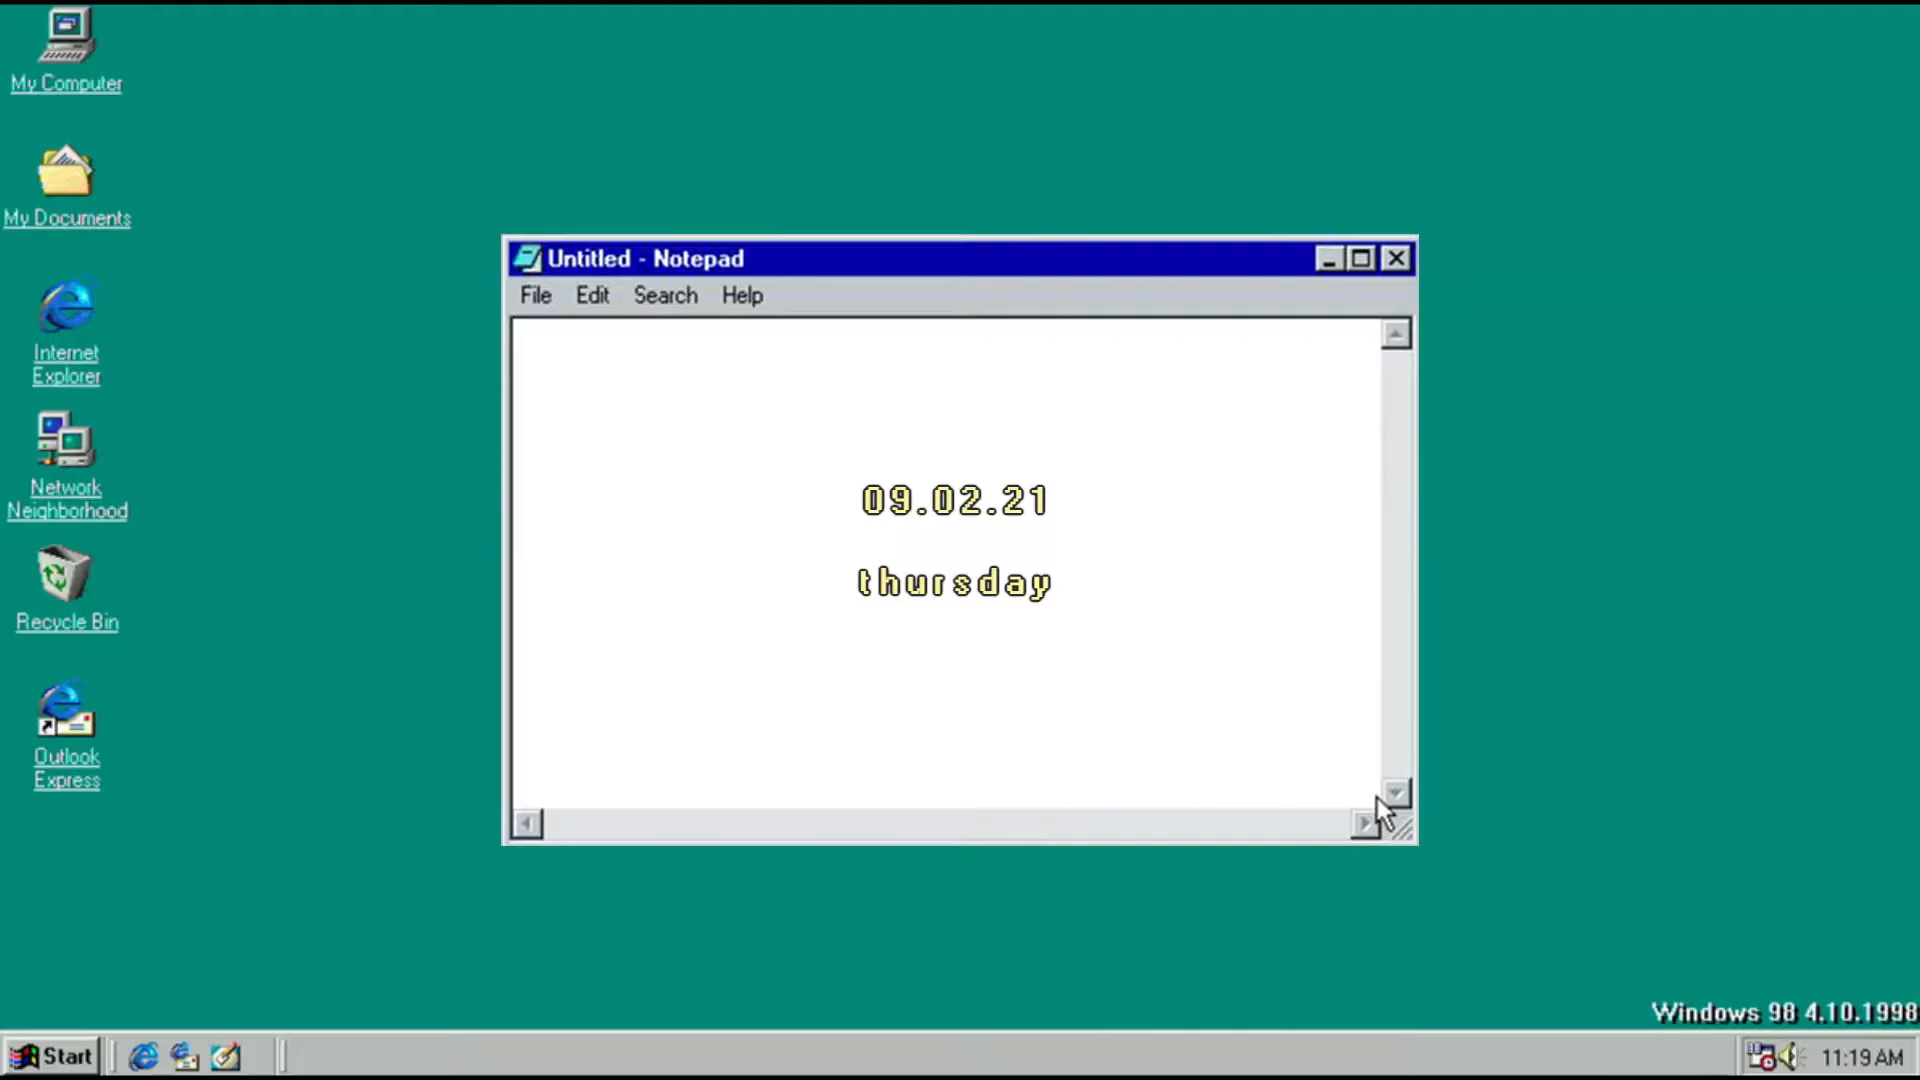 My Computer
My Documents
Internet
Explorer
Network
Neighborhood
Recycle Bin
Outlook
Express
Untitled - Notepad
File Edit Search Help
09.02.21
thursday
Windows 98 4.10.1998
Start
11:19 AM